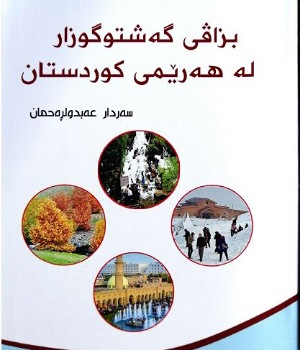 بزاڤی گەشتوگوزار
لە هەرێمی کوردستان
سەردار عەبدولڕەحمان